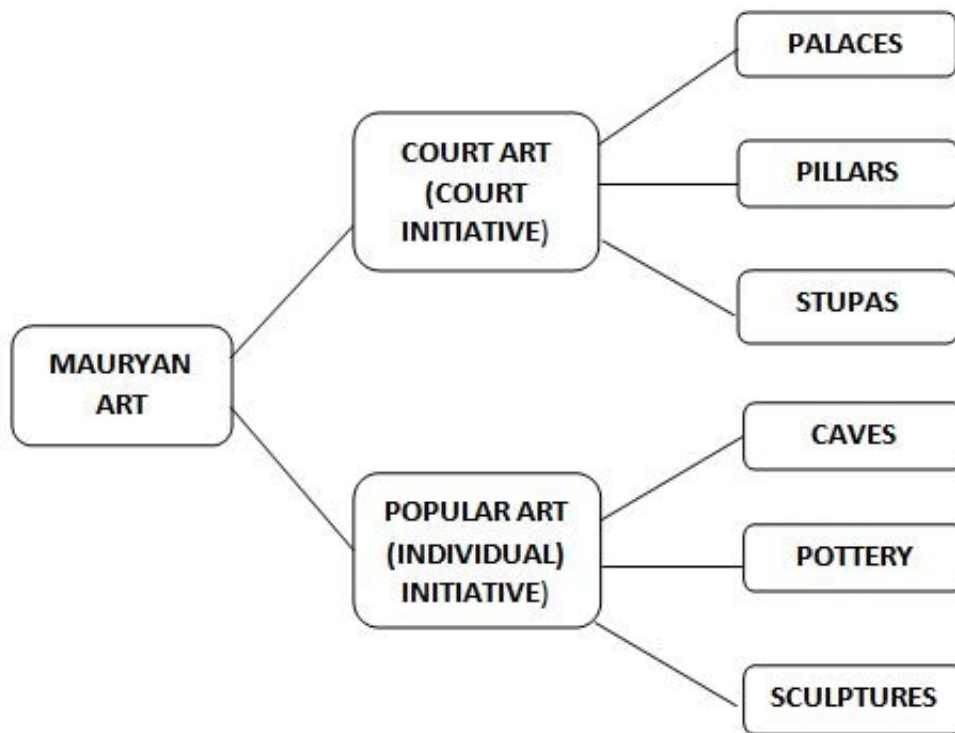 MAURYAN
ART
COURT ART
(COURT
INITIATIVE)
PALACES
PILLARS
STUPAS
POPULAR ART
(INDIVIDUAL)
INITIATIVE)
CAVES
POTTERY
SCULPTURES